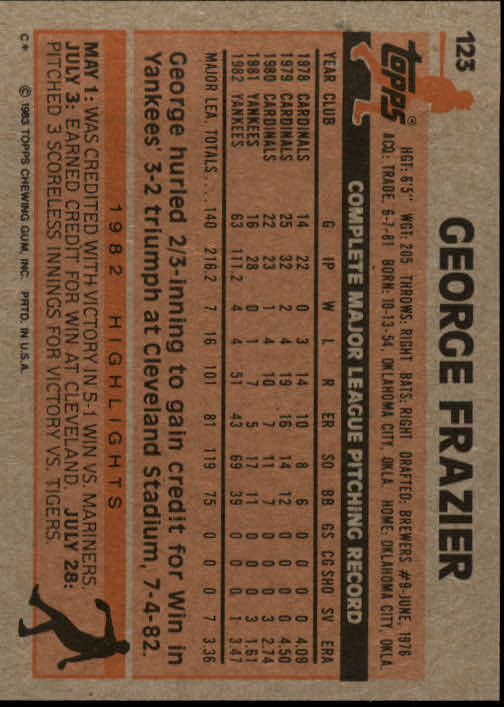 123
topps
GEORGE FRAZIER
HGT: 6'5" WGT: 205 THROWS: RIGHT BATS: RIGHT DRAFTED: BREWERS #9-JUNE, 1976
ACQ: TRADE, 6-7-81 BORN: 10-13-54, OKLAHOMA CITY, OKLA. HOME: OKLAHOMA CITY, OKLA.
COMPLETE MAJOR LEAGUE PITCHING RECORD
YEAR CLUB G IP W L R ER SO BB GS CG SHO SV ERA
1978 CARDINALS 14 22 0 3 14 10 8 6 0 0 0 0 4.09
1979 CARDINALS 25 32 2 4 19 16 14 12 0 0 0 0 4.50
1980 CARDINALS 22 23 1 4 10 7 11 7 0 0 0 3 2.74
1981 YANKEES 16 28 0 1 7 5 17 11 0 0 0 3 1.61
1982 YANKEES 63 111.2 4 4 51 43 69 39 0 0 0 1 3.47
MAJOR LEA. TOTALS.... 140 216.2 7 16 101 81 119 75 0 0 0 7 3.36
George hurled 2/3-inning to gain credit for Win in
Yankees' 3-2 triumph at Cleveland Stadium, 7-4-82.
1982 HIGHLIGHTS
MAY 1: WAS CREDITED WITH VICTORY IN 5-1 WIN VS. MARINERS.
JULY 3: EARNED CREDIT FOR WIN AT CLEVELAND. JULY 28:
PITCHED 3 SCORELESS INNINGS FOR VICTORY VS. TIGERS.
C* © 1983 TOPPS CHEWING GUM, INC. PRTD. IN U.S.A.